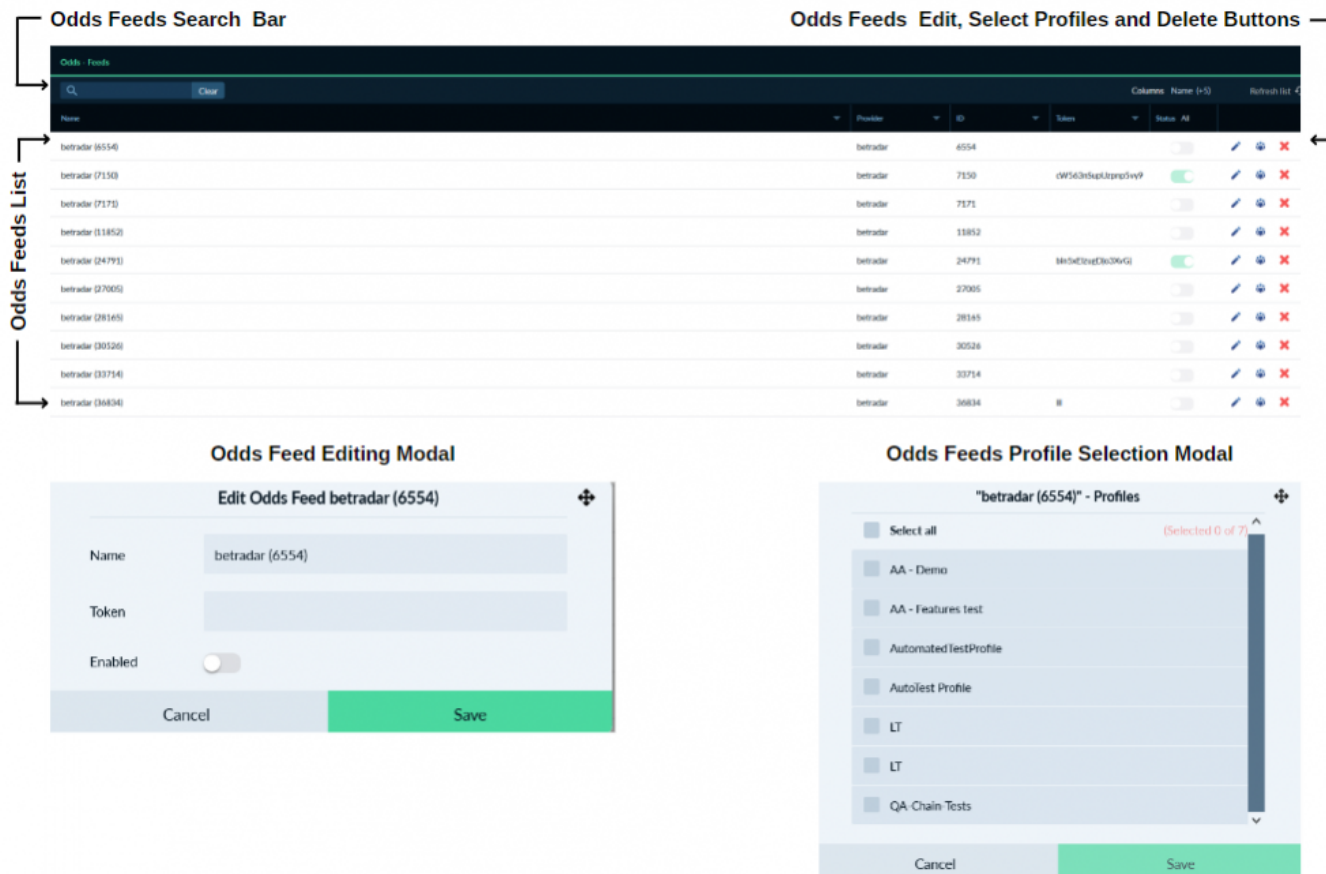 Odds Feeds Search Bar
Odds Feeds Edit, Select Profiles and Delete Buttons
Odds - Feeds
Clear
Columns Name (+5)
Refresh list
Name Provider ID Token Status All
Odds Feeds List
betradar (6554) betradar 6554
betradar (7150) betradar 7150
betradar (7171) betradar 7171
betradar (11852) betradar 11852
betradar (24791) betradar 24791
betradar (27005) betradar 27005
betradar (28165) betradar 28165
betradar (30526) betradar 30526
betradar (33714) betradar 33714
betradar (36834) betradar 36834
Odds Feed Editing Modal
Edit Odds Feed betradar (6554)
Name betradar (6554)
Token
Enabled
Cancel Save
Odds Feeds Profile Selection Modal
"betradar (6554)" - Profiles
Select all (Selected 0 of 7)
AA - Demo
AA - Features test
AutomatedTestProfile
AutoTest Profile
LT
LT
QA-Chain-Tests
Cancel Save